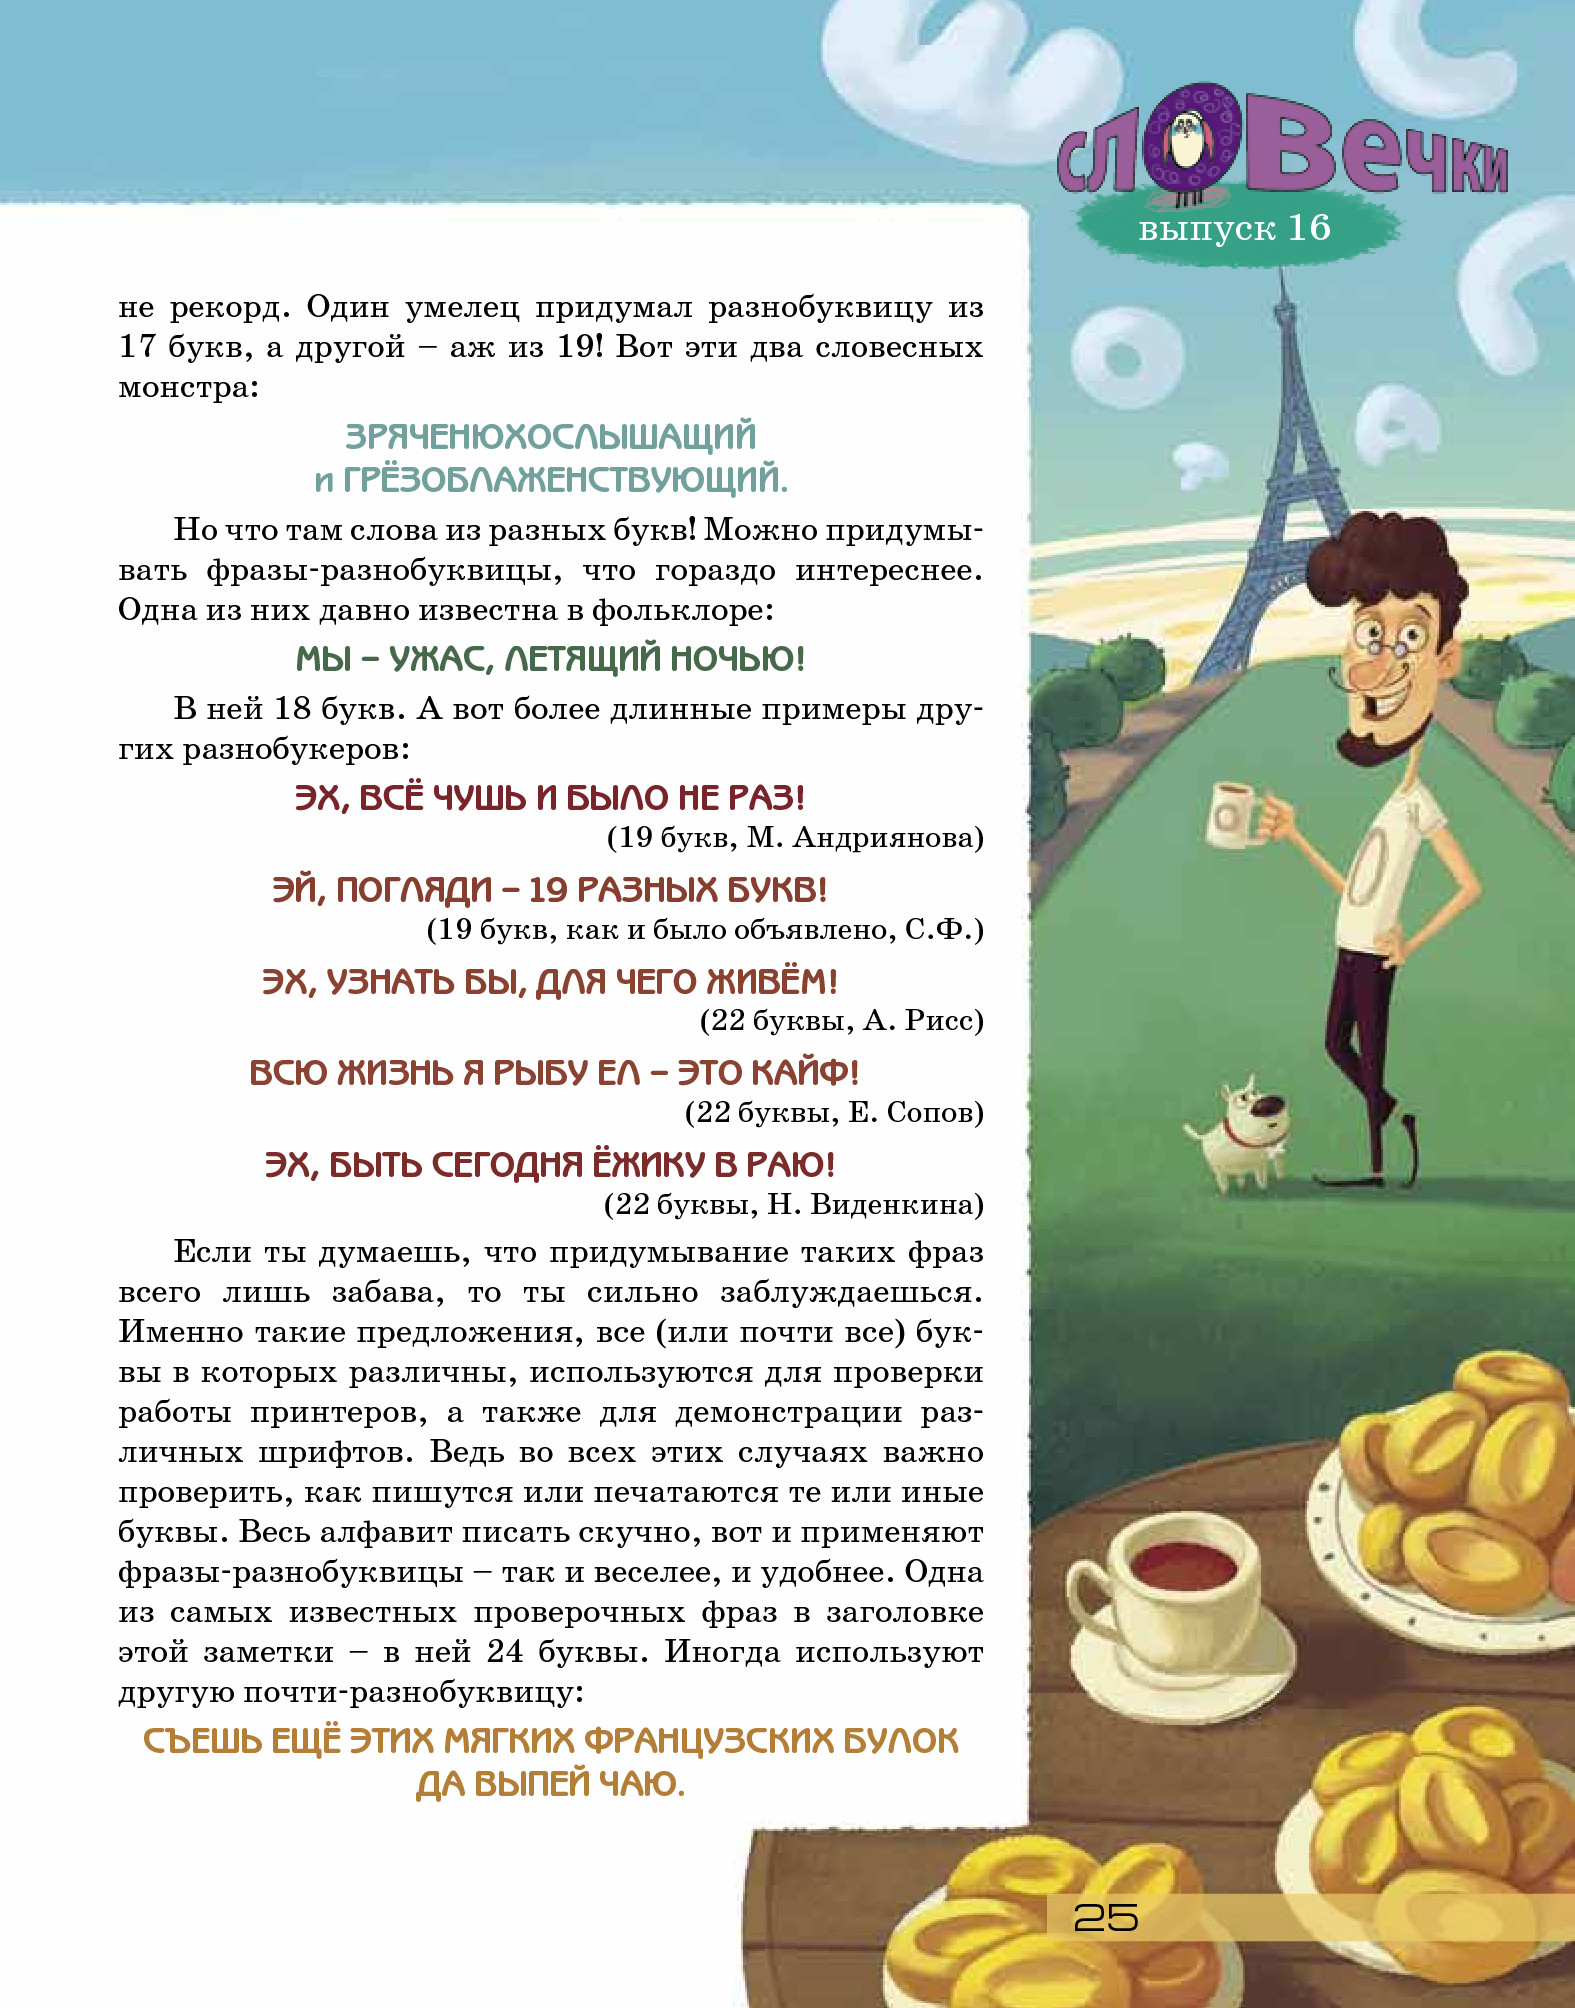 словечки
выпуск 16
не рекорд. Один умелец придумал разнобуквицу из
17 букв, а другой – аж из 19! Вот эти два словесных
монстра:
ЗРЯЧЕНЮХОСЛЫШАЩИЙ
и ГРЁЗОБЛАЖЕНСТВУЮЩИЙ.
Но что там слова из разных букв! Можно придумы-
вать фразы-разнобуквицы, что гораздо интереснее.
Одна из них давно известна в фольклоре:
МЫ – УЖАС, ЛЕТЯЩИЙ НОЧЬЮ!
В ней 18 букв. А вот более длинные примеры дру-
гих разнобукеров:
ЭХ, ВСЁ ЧУШЬ И БЫЛО НЕ РАЗ!
(19 букв, М. Андриянова)
ЭЙ, ПОГЛЯДИ – 19 РАЗНЫХ БУКВ!
(19 букв, как и было объявлено, С.Ф.)
ЭХ, УЗНАТЬ БЫ, ДЛЯ ЧЕГО ЖИВЁМ!
(22 буквы, А. Рисс)
ВСЮ ЖИЗНЬ Я РЫБУ ЕЛ – ЭТО КАЙФ!
(22 буквы, Е. Сопов)
ЭХ, БЫТЬ СЕГОДНЯ ЁЖИКУ В РАЮ!
(22 буквы, Н. Виденкина)
Если ты думаешь, что придумывание таких фраз
всего лишь забава, то ты сильно заблуждаешься.
Именно такие предложения, все (или почти все) бук-
вы в которых различны, используются для проверки
работы принтеров, а также для демонстрации раз-
личных шрифтов. Ведь во всех этих случаях важно
проверить, как пишутся или печатаются те или иные
буквы. Весь алфавит писать скучно, вот и применяют
фразы-разнобуквицы – так и веселее, и удобнее. Одна
из самых известных проверочных фраз в заголовке
этой заметки – в ней 24 буквы. Иногда используют
другую почти-разнобуквицу:
СЪЕШЬ ЕЩЁ ЭТИХ МЯГКИХ ФРАНЦУЗСКИХ БУЛОК
ДА ВЫПЕЙ ЧАЮ.
25